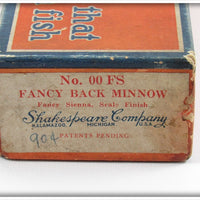 that
fish
No. 00 FS
FANCY BACK MINNOW
Fancy Sienna, Scale Finish
Shakespeare Company
KALAMAZOO, MICHIGAN U.S.A.
PATENTS PENDING
90¢